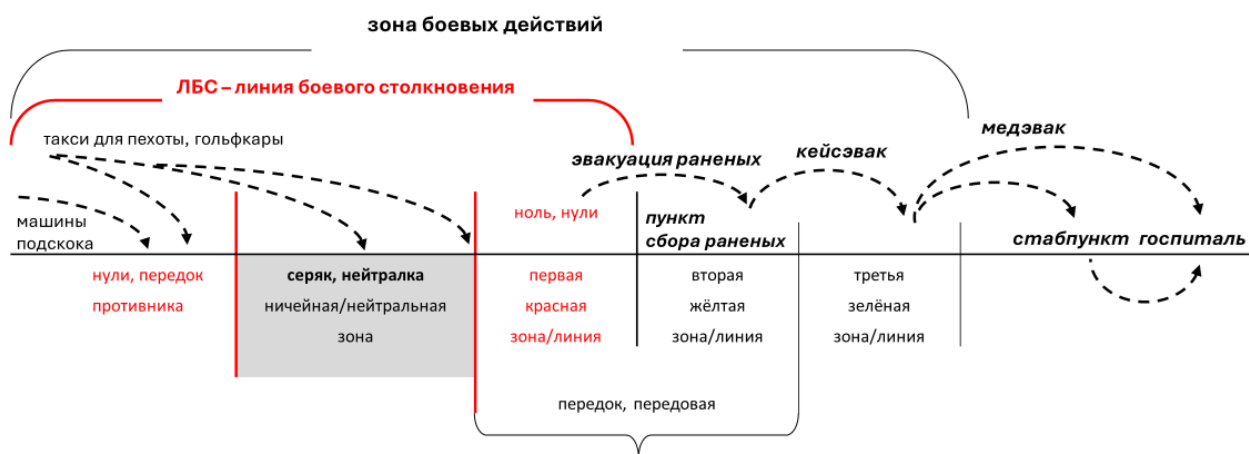 зона боевых действий
ЛБС – линия боевого столкновения
такси для пехоты, гольфкары
машины
подскока
эвакуация раненых
кейсэвак
медэвак
ноль, нули
пункт
сбора раненых
стабпункт госпиталь
нули, передок
противника
серяк, нейтралка
ничейная/нейтральная
зона
первая
красная
зона/линия
вторая
жёлтая
зона/линия
третья
зелёная
зона/линия
передок, передовая